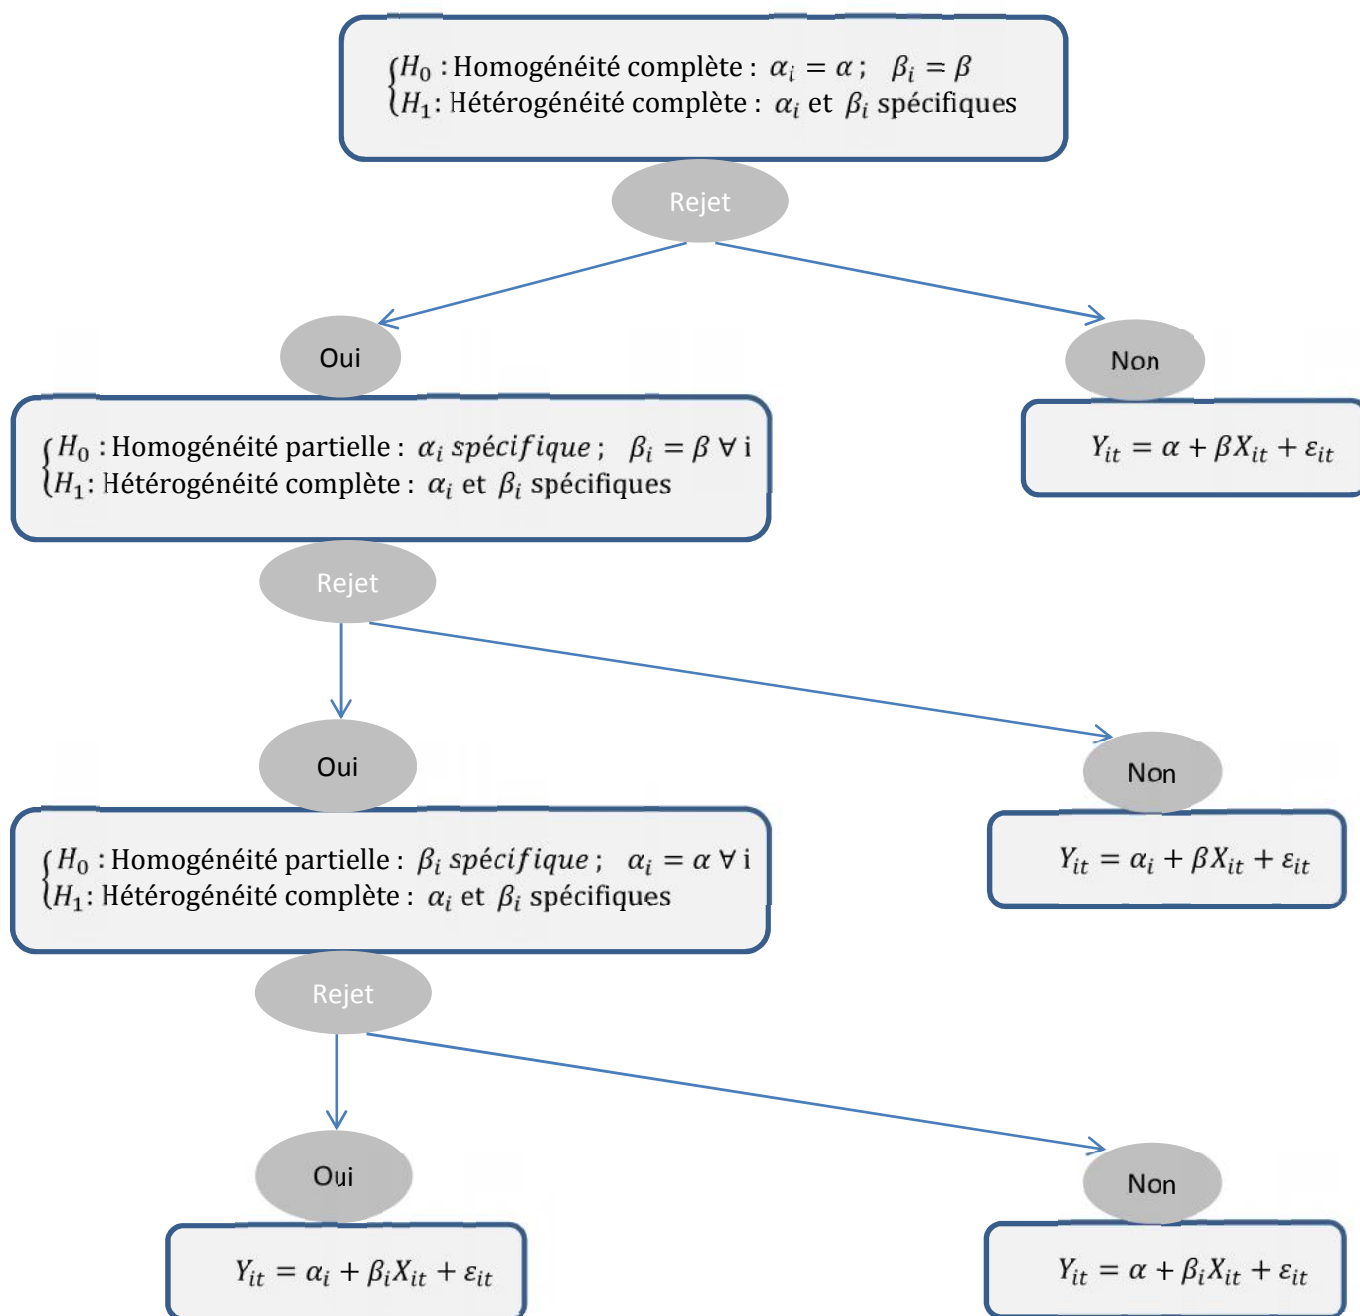 H₀ : Homogénéité complète : αᵢ = α ; βᵢ = β
H₁: Hétérogénéité complète : αᵢ et βᵢ spécifiques
Rejet
Oui
Non
H₀ : Homogénéité partielle : αᵢ spécifique ; βᵢ = β ∀ i
H₁: Hétérogénéité complète : αᵢ et βᵢ spécifiques
Yᵢₜ = α + βXᵢₜ + εᵢₜ
Rejet
Oui
Non
H₀ : Homogénéité partielle : βᵢ spécifique ; αᵢ = α ∀ i
H₁: Hétérogénéité complète : αᵢ et βᵢ spécifiques
Yᵢₜ = αᵢ + βXᵢₜ + εᵢₜ
Rejet
Oui
Non
Yᵢₜ = αᵢ + βᵢXᵢₜ + εᵢₜ
Yᵢₜ = α + βᵢXᵢₜ + εᵢₜ